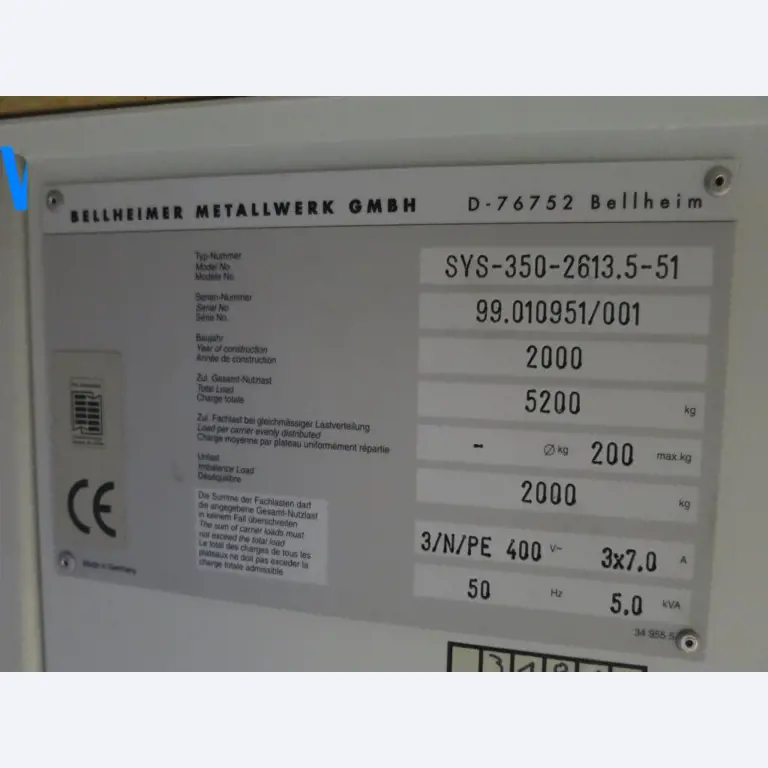 BELLHEIMER METALLWERK GMBH D-76752 Bellheim
Typ-Nummer
Model No
Modele No.
SYS-350-2613.5-51
Serien-Nummer
Serial No
Série No.
99.010951/001
Baujahr
Year of construction
Année de construction
2000
Zul. Gesamt-Nutzlast
Total Load
Charge totale
5200 kg
Zul. Fachlast bei gleichmässiger Lastverteilung
Load per carrier evenly distributed
Charge moyenne par plateau uniformément répartie
- Ø kg 200 max.kg
Unlast
Imbalance Load
Déséquilibre
2000 kg
Die Summe der Fachlasten darf
die angegebene Gesamt-Nutzlast
in keinem Fall überschreiten
The sum of carrier loads must
not exceed the total load
Le total des charges de tous les
plateaux ne doit pas exceder la
charge totale admissible
3/N/PE 400 V~ 3x7.0 A
50 Hz 5.0 kVA
CE
Made in Germany
34 955 5